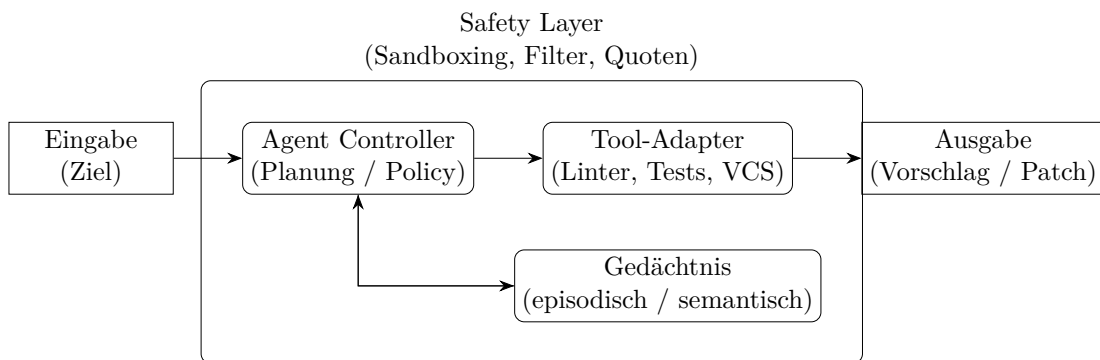 Safety Layer
(Sandboxing, Filter, Quoten)
Eingabe
(Ziel)
Agent Controller
(Planung / Policy)
Tool-Adapter
(Linter, Tests, VCS)
Ausgabe
(Vorschlag / Patch)
Gedächtnis
(episodisch / semantisch)